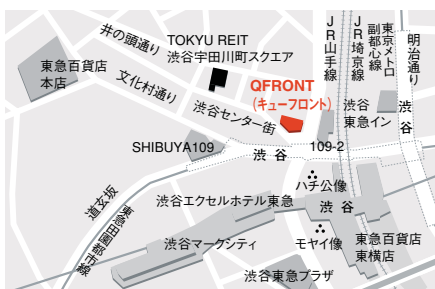 井の頭通り
TOKYU REIT
渋谷宇田川町スクエア
東急百貨店
本店
文化村通り
QFRONT
(キューフロント)
渋谷センター街
JR山手線
JR埼京線
東京メトロ
副都心線
明治通り
渋谷
東急イン
渋谷
SHIBUYA109
109-2
渋谷
ハチ公像
道玄坂
東急田園都市線
渋谷エクセルホテル東急
渋谷
渋谷マークシティ
モヤイ像
東急百貨店
東横店
渋谷東急プラザ